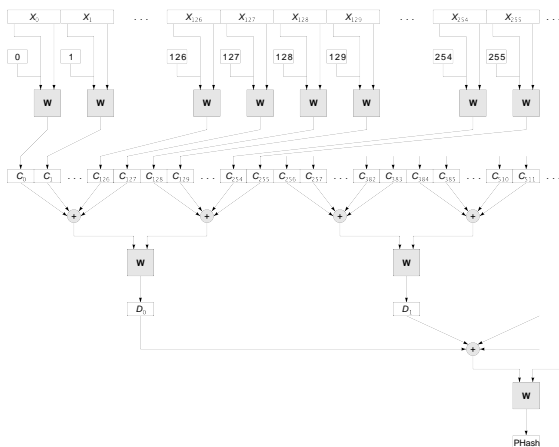 X0 X1 . . . X126 X127 X128 X129 . . . X254 X255 . . .
0 1 126 127 128 129 254 255
W W W W W W W W
C0 C1 . . . C126 C127 C128 C129 . . . C254 C255 C256 C257 . . . C382 C383 C384 C385 . . . C510 C511 . . .
+ + + +
W W
D0 D1
+
W
PHash